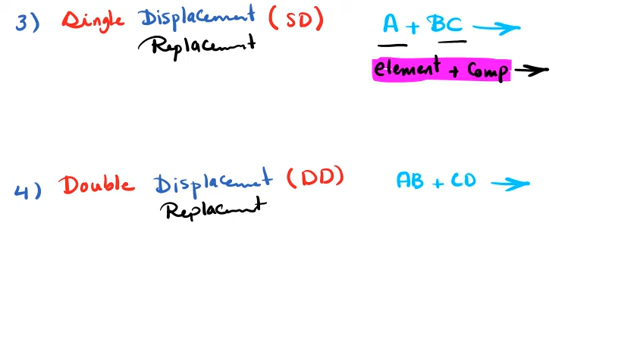 3) Single Displacement (SD) A + BC →
Replacement
element + Comp →
4) Double Displacement (DD) AB + CD →
Replacement